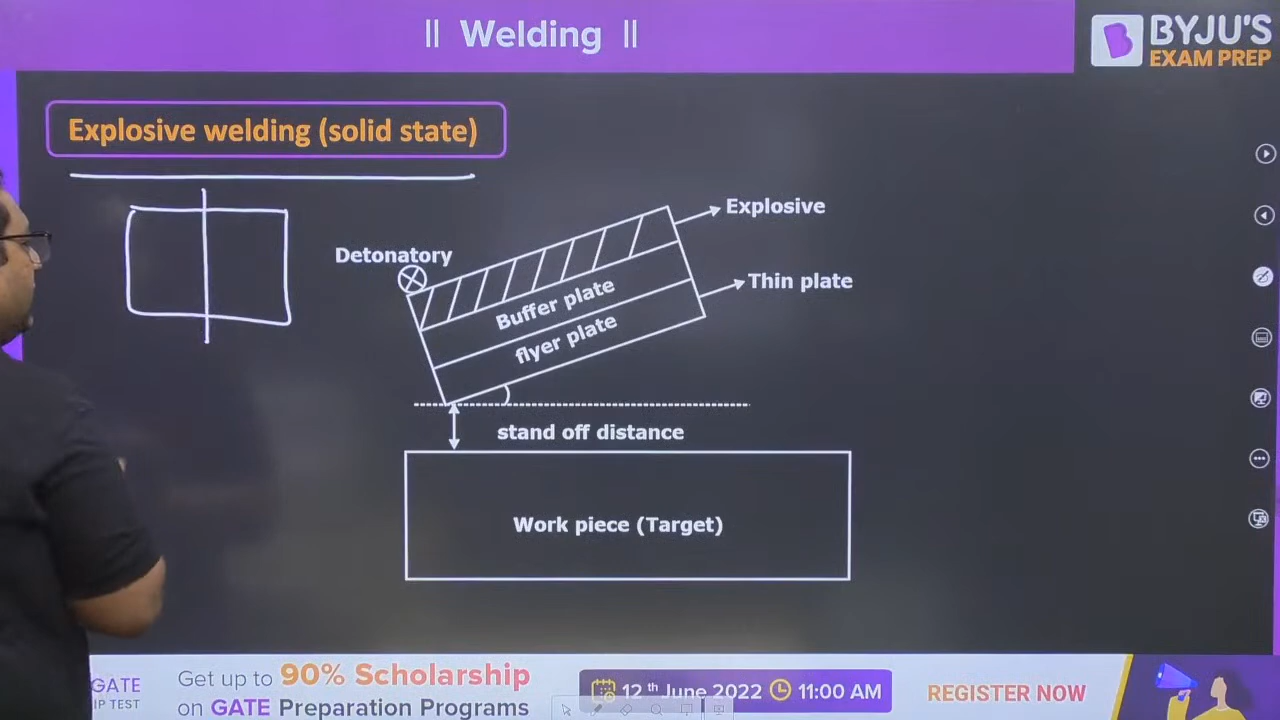 || Welding ||
BYJU'S
EXAM PREP
Explosive welding (solid state)
Explosive
Detonatory
Thin plate
Buffer plate
flyer plate
stand off distance
Work piece (Target)
GATE
IP TEST
Get up to 90% Scholarship
on GATE Preparation Programs
12th June 2022 11:00 AM
REGISTER NOW